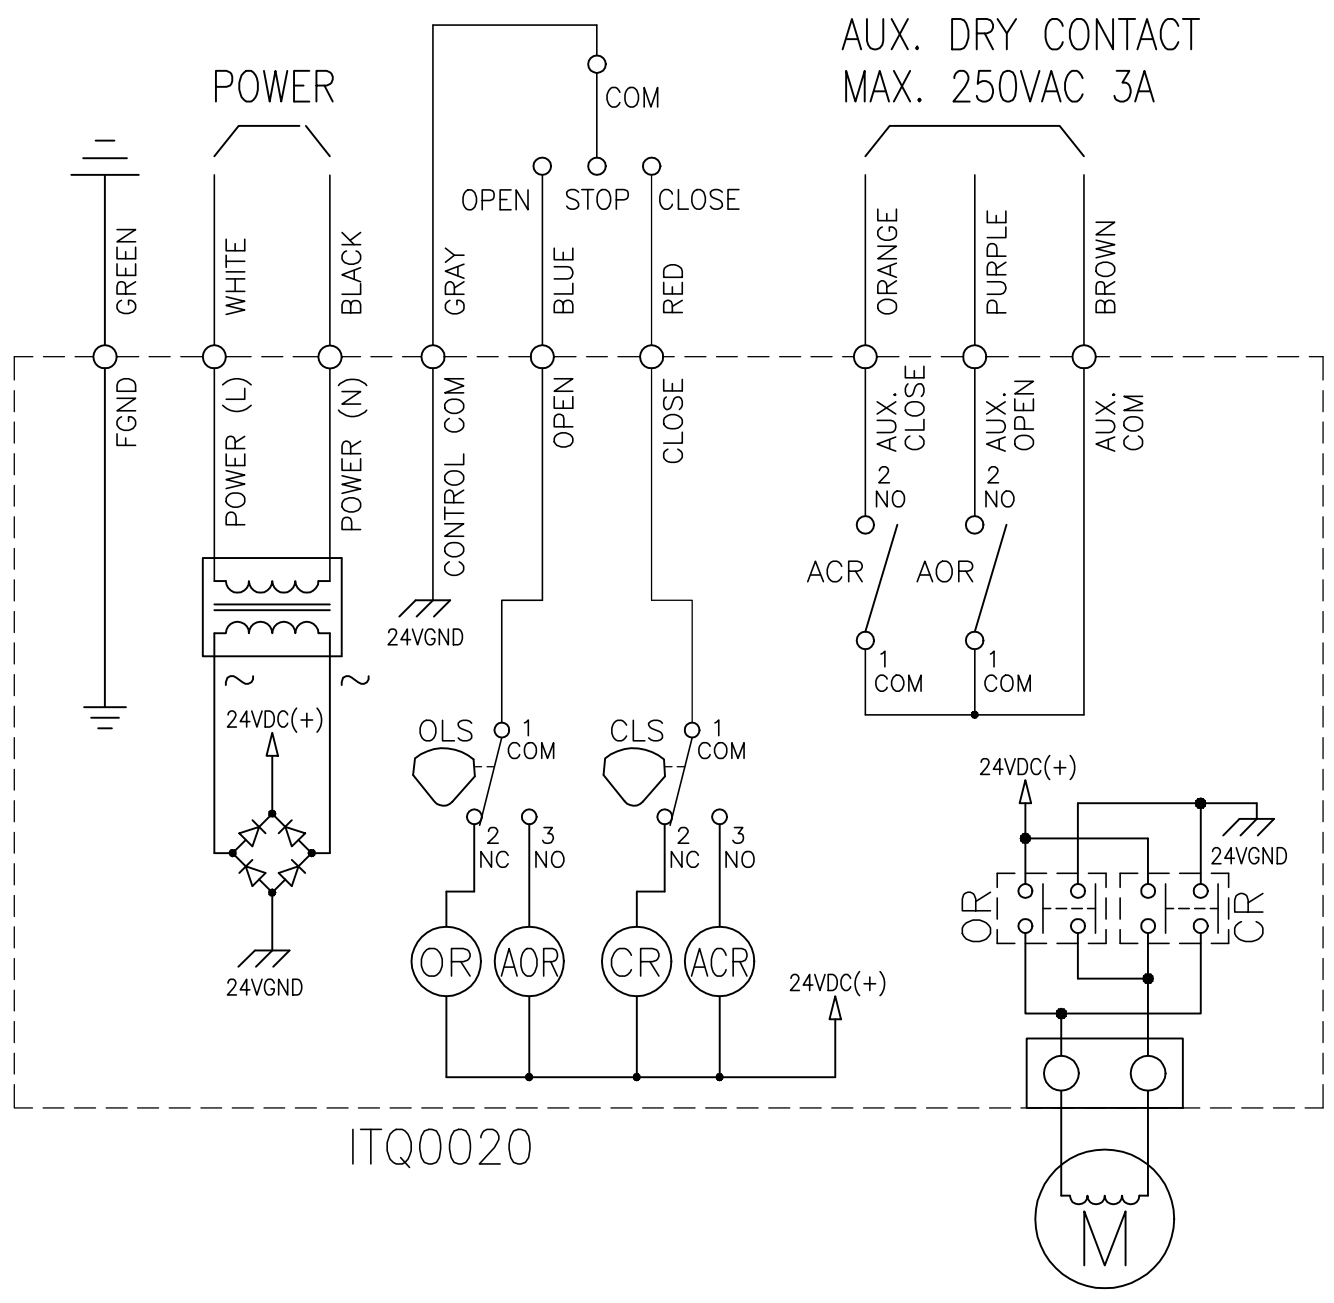 AUX. DRY CONTACT
MAX. 250VAC 3A
POWER
COM
OPEN
STOP
CLOSE
GREEN
WHITE
BLACK
GRAY
BLUE
RED
ORANGE
PURPLE
BROWN
FGND
POWER (L)
POWER (N)
CONTROL COM
OPEN
CLOSE
AUX.
CLOSE
AUX.
OPEN
AUX.
COM
2
NO
2
NO
ACR
AOR
24VGND
1
COM
1
COM
~
~
24VDC(+)
OLS
1
COM
CLS
1
COM
24VDC(+)
2
NC
3
NO
2
NC
3
NO
24VGND
OR
CR
OR
AOR
CR
ACR
24VGND
24VDC(+)
ITQ0020
M